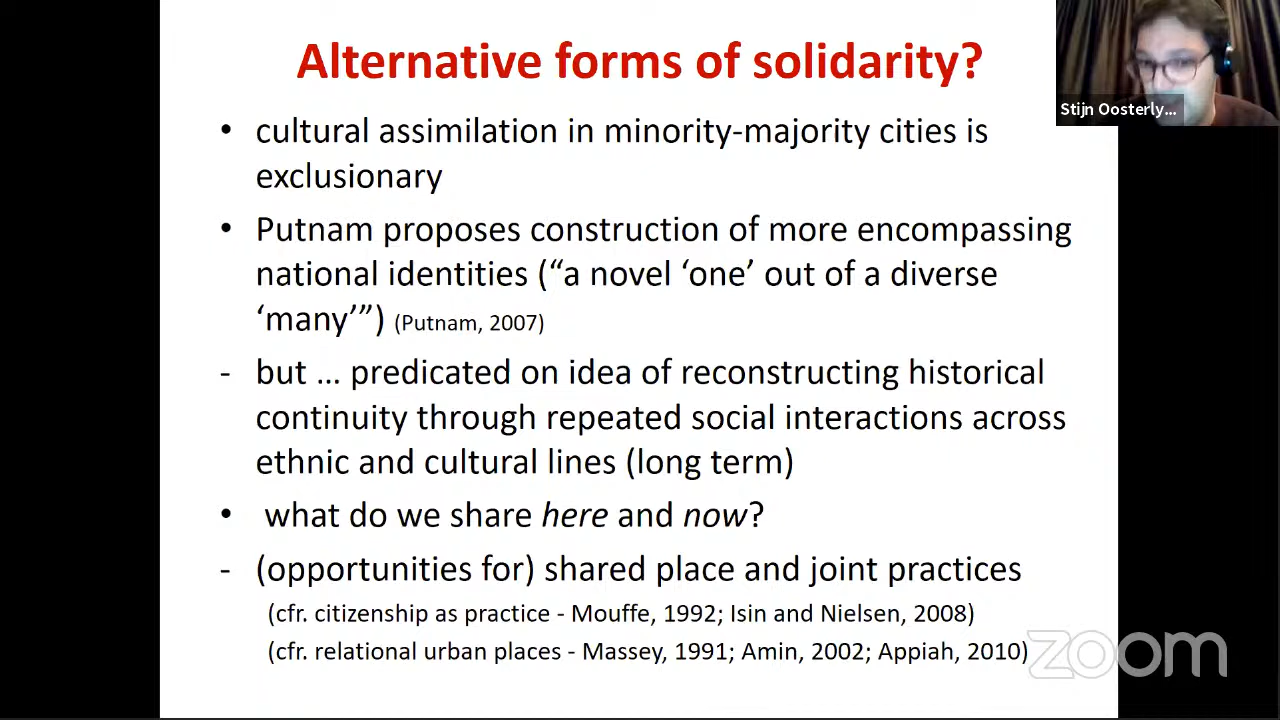 Alternative forms of solidarity?
Stijn Oosterly...
• cultural assimilation in minority-majority cities is
exclusionary
• Putnam proposes construction of more encompassing
national identities (“a novel ‘one’ out of a diverse
‘many’”) (Putnam, 2007)
- but … predicated on idea of reconstructing historical
continuity through repeated social interactions across
ethnic and cultural lines (long term)
• what do we share here and now?
- (opportunities for) shared place and joint practices
(cfr. citizenship as practice - Mouffe, 1992; Isin and Nielsen, 2008)
(cfr. relational urban places - Massey, 1991; Amin, 2002; Appiah, 2010)
zoom